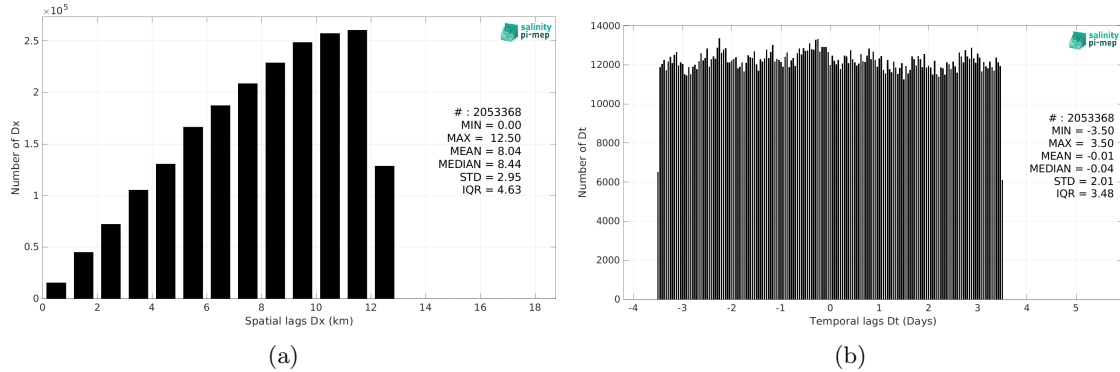 ×10^5
2.5
2
1.5
1
0.5
0
0 2 4 6 8 10 12 14 16 18
Number of Dx
Spatial lags Dx (km)
salinity
pi-mep
# : 2053368
MIN = 0.00
MAX = 12.50
MEAN = 8.04
MEDIAN = 8.44
STD = 2.95
IQR = 4.63
(a)
14000
12000
10000
8000
6000
4000
2000
0
-4 -3 -2 -1 0 1 2 3 4 5
Number of Dt
Temporal lags Dt (Days)
salinity
pi-mep
# : 2053368
MIN = -3.50
MAX = 3.50
MEAN = -0.01
MEDIAN = -0.04
STD = 2.01
IQR = 3.48
(b)